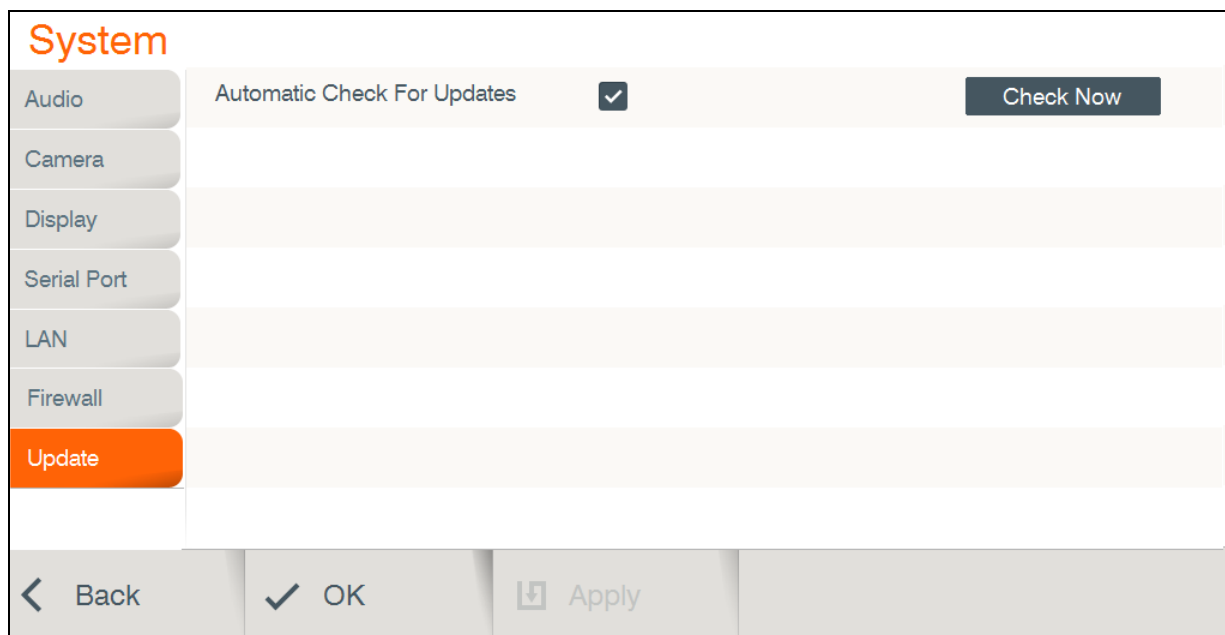 System
Audio
Automatic Check For Updates
Check Now
Camera
Display
Serial Port
LAN
Firewall
Update
Back
OK
Apply